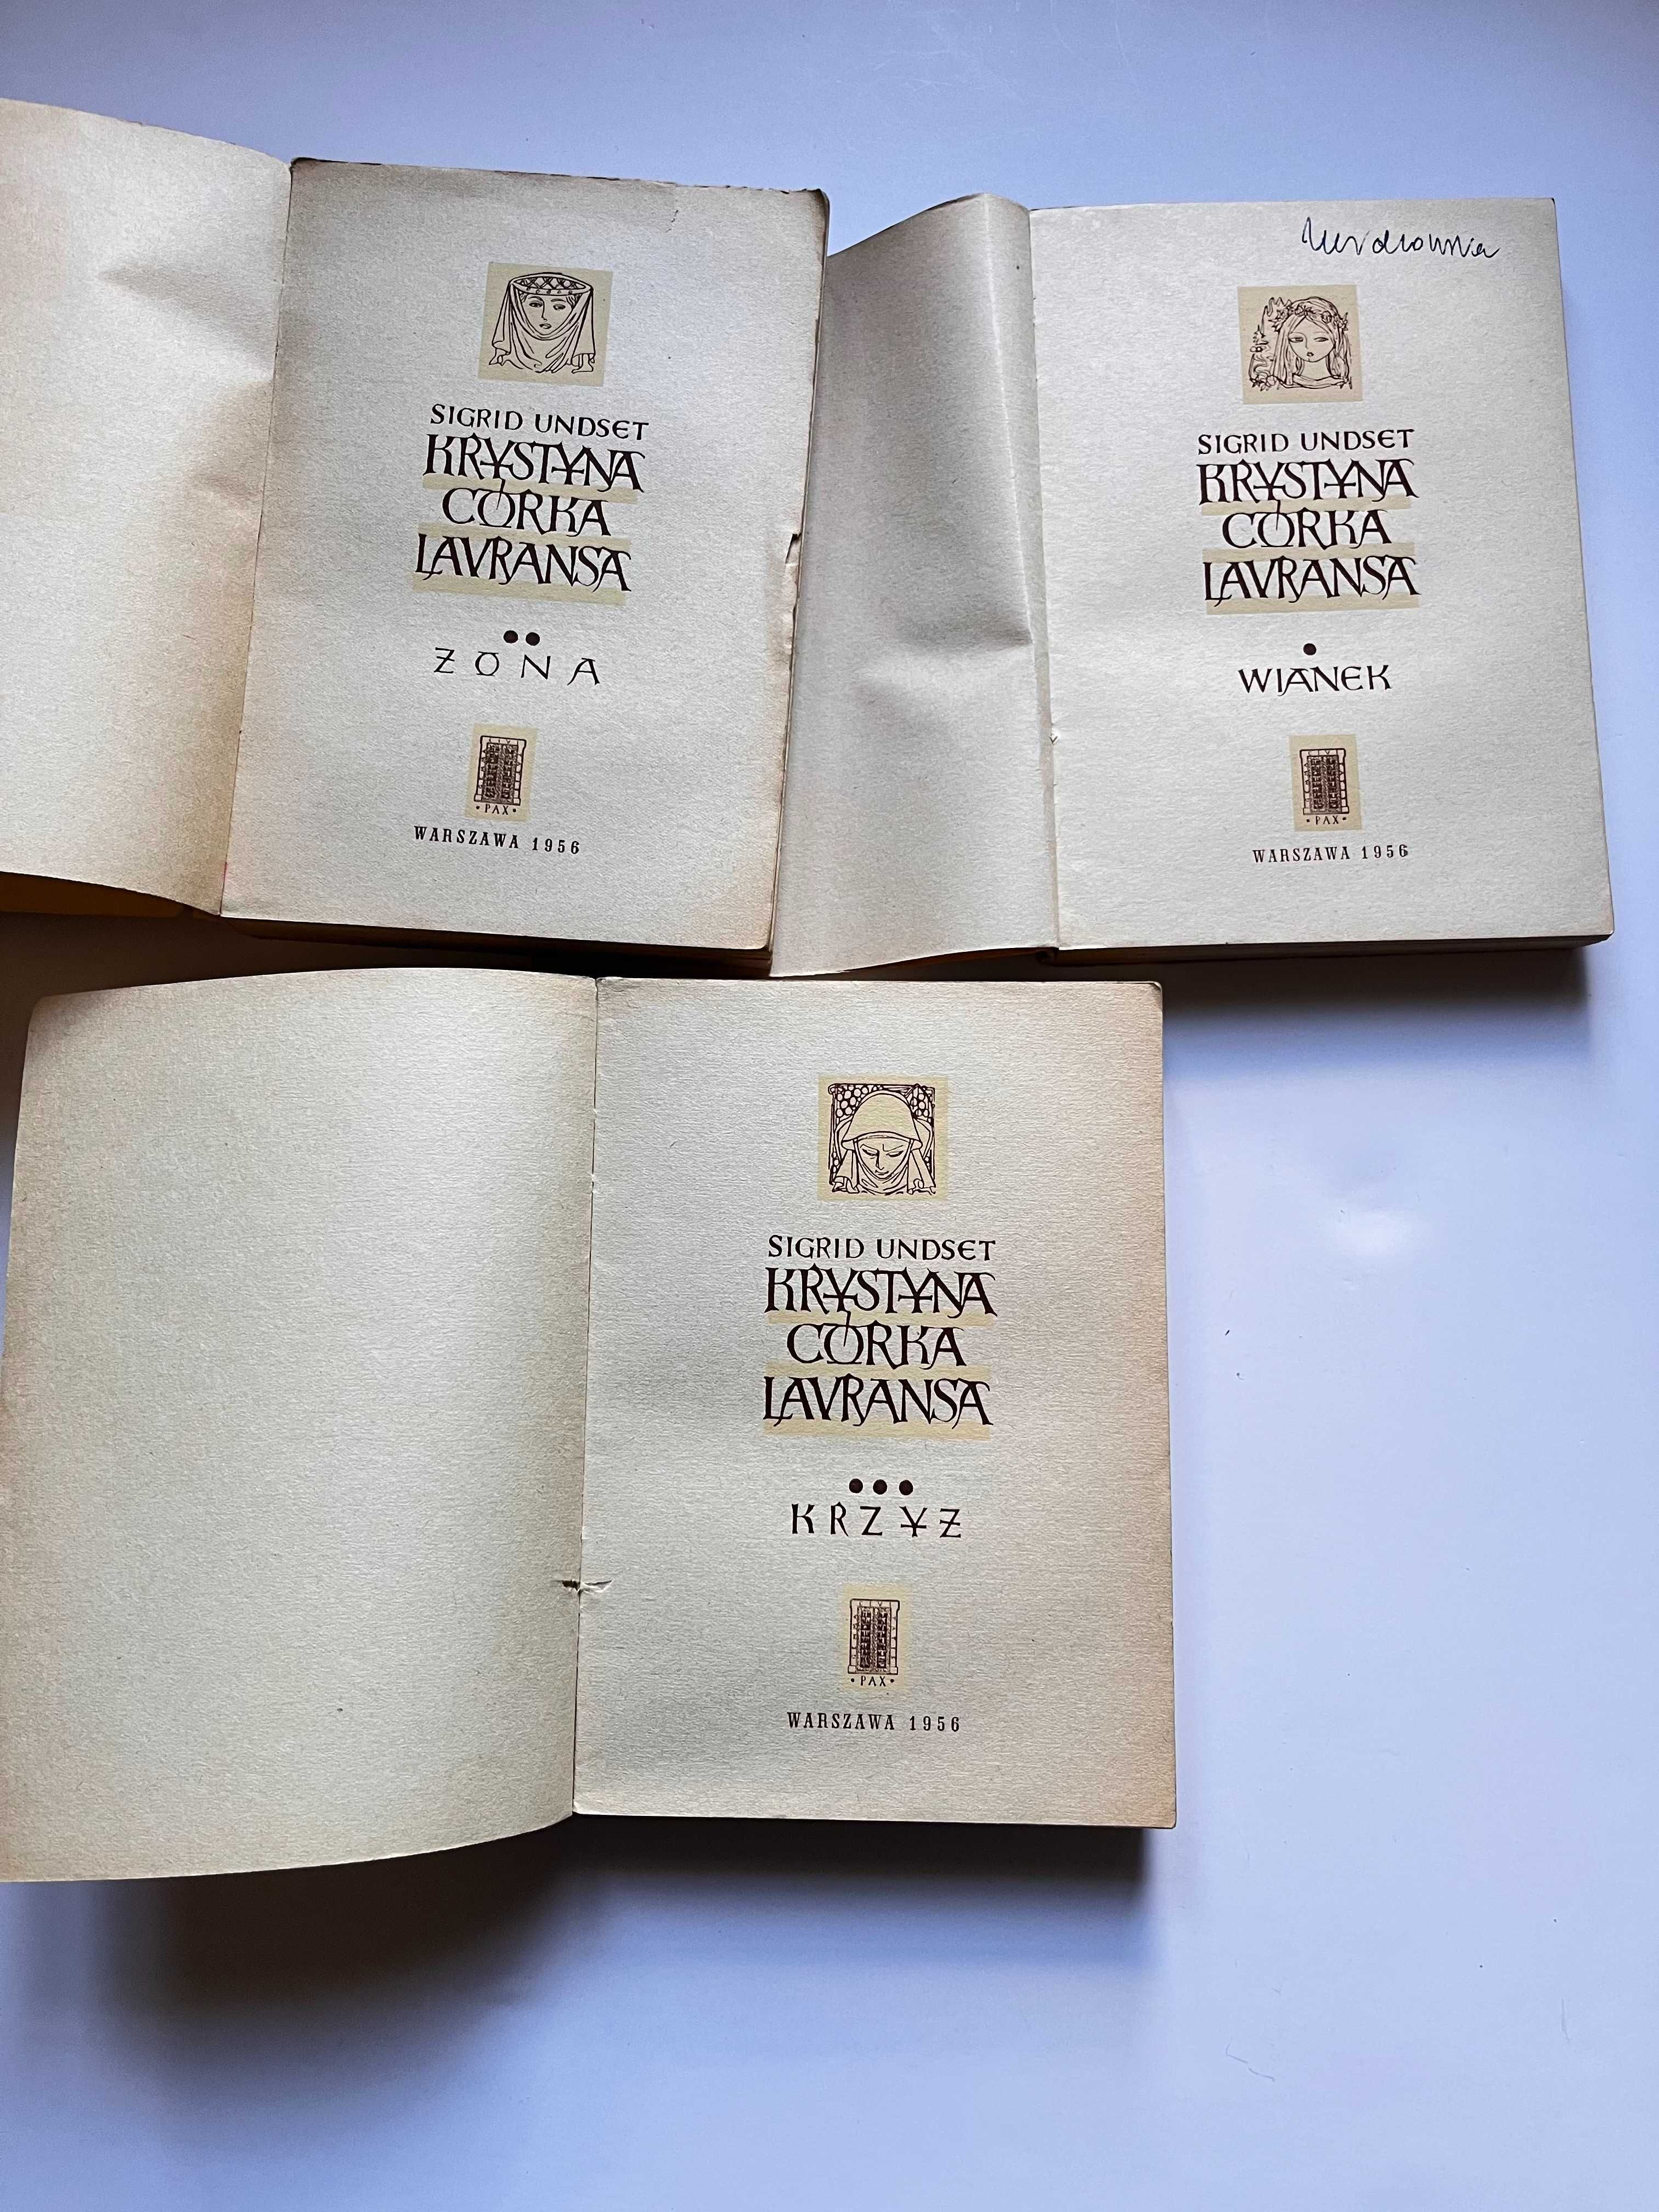 SIGRID UNDSET
KRYSTYNA
CÓRKA
LAVRANSA
ŻONA
PAX
WARSZAWA 1956
SIGRID UNDSET
KRYSTYNA
CÓRKA
LAVRANSA
WIANEK
PAX
WARSZAWA 1956
SIGRID UNDSET
KRYSTYNA
CÓRKA
LAVRANSA
KRZYŻ
PAX
WARSZAWA 1956